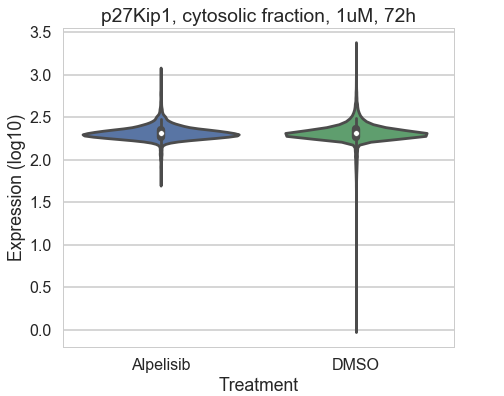 p27Kip1, cytosolic fraction, 1uM, 72h
3.5
3.0
2.5
2.0
1.5
1.0
0.5
0.0
Expression (log10)
Alpelisib
DMSO
Treatment